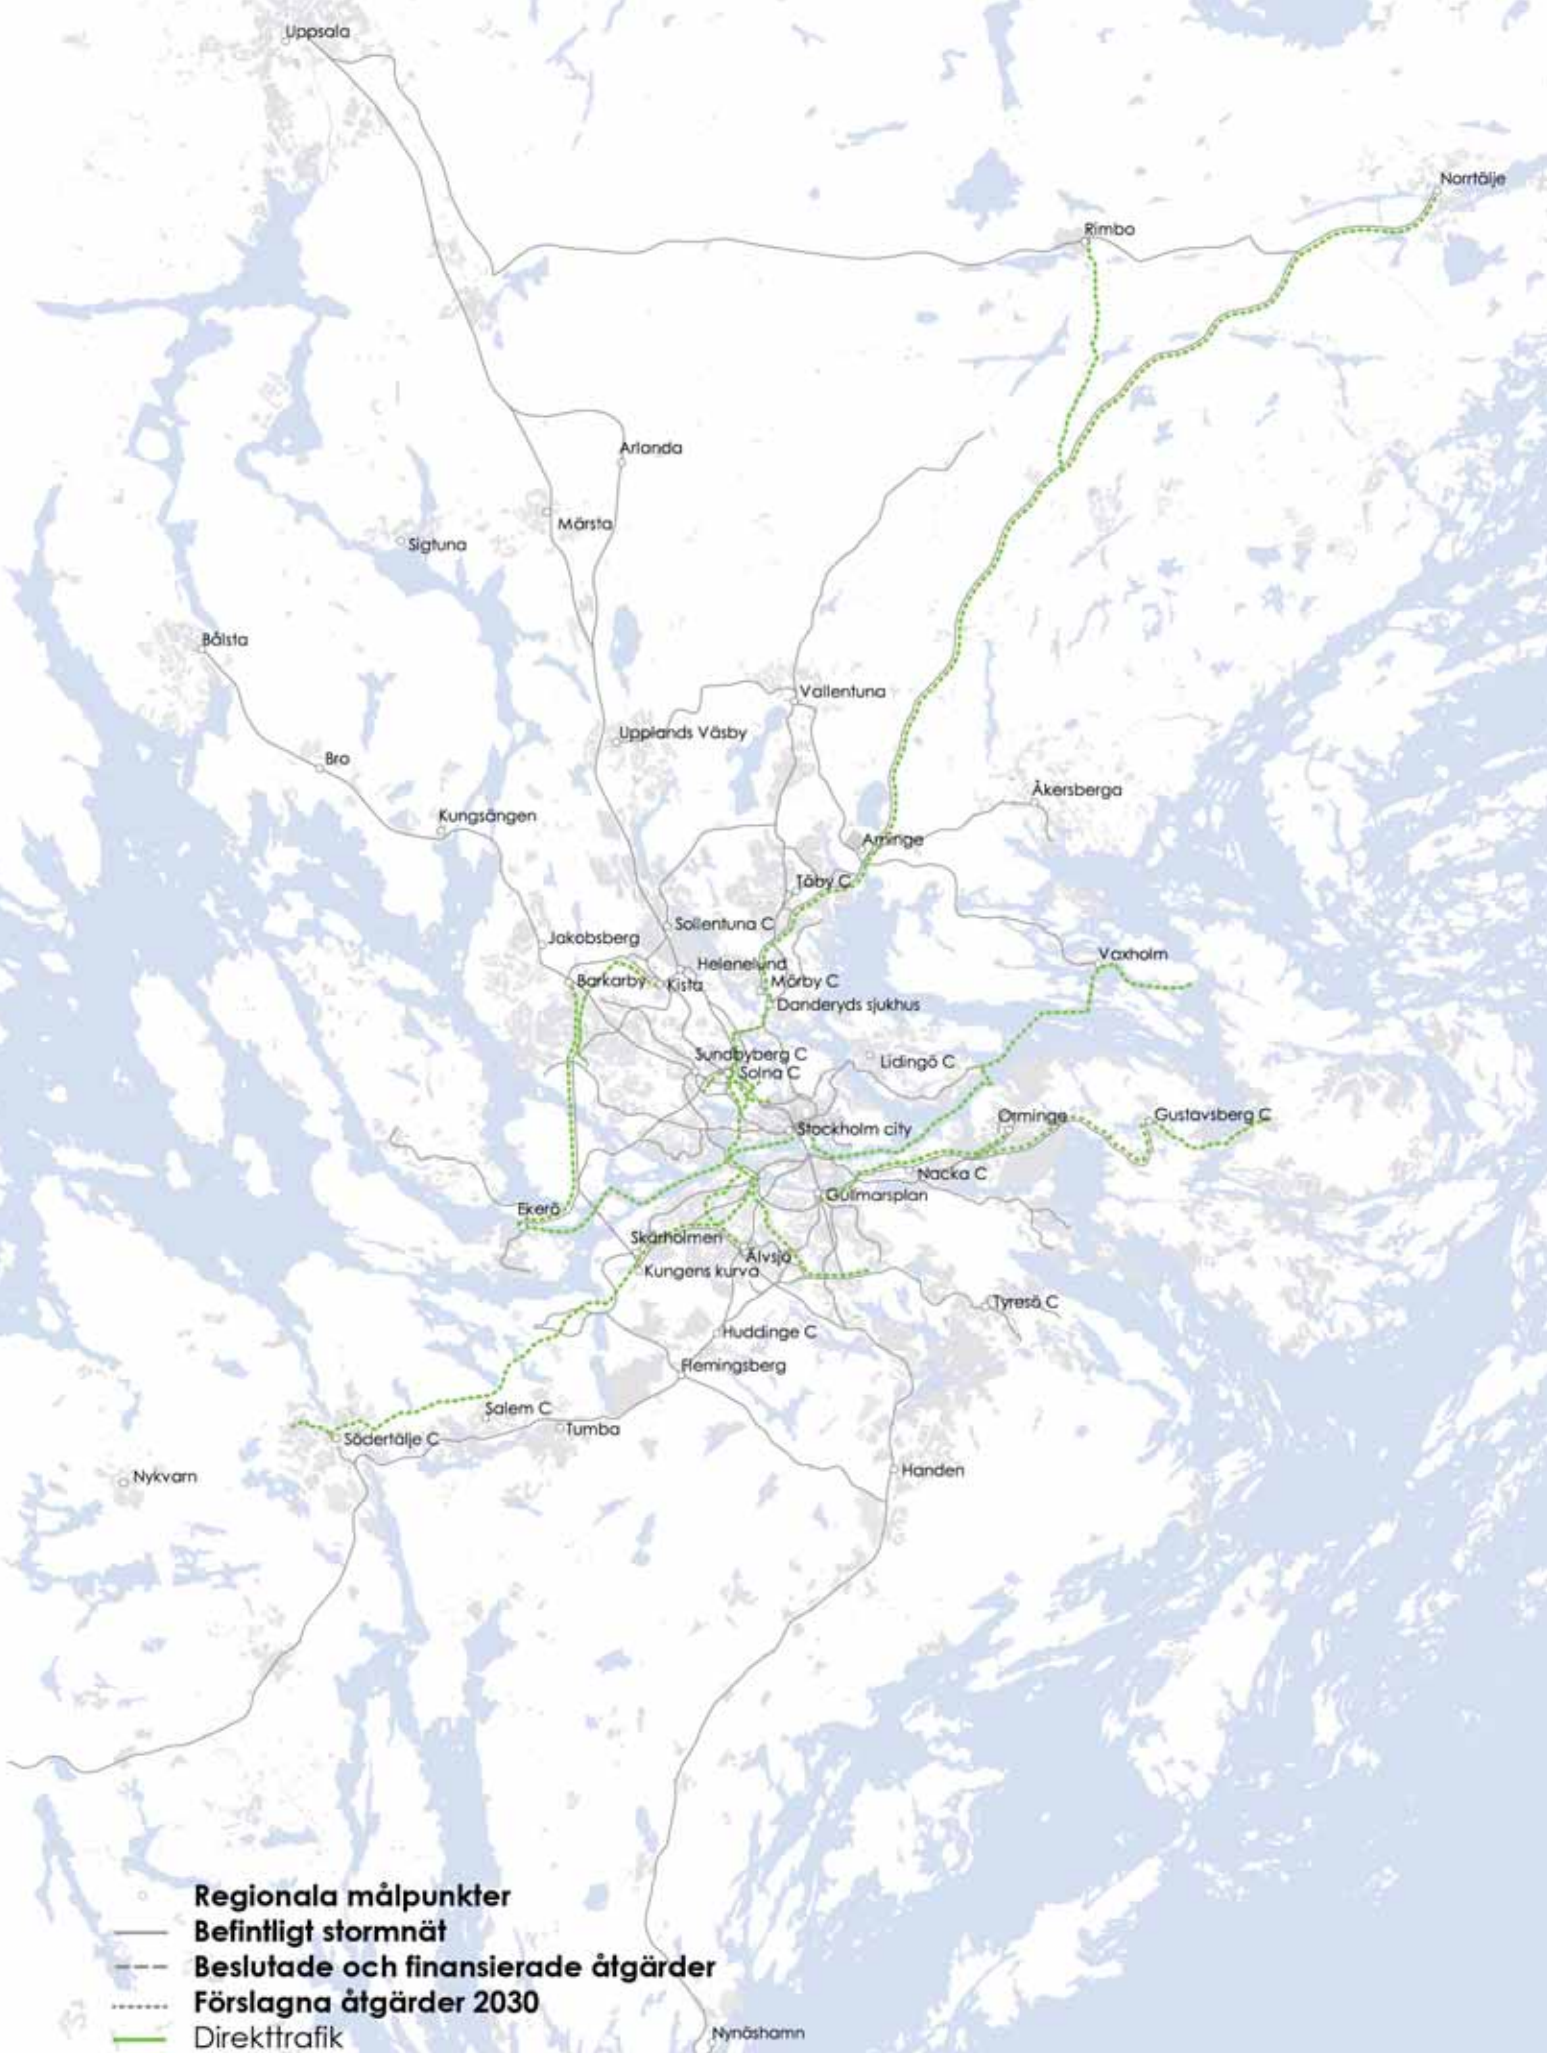 Uppsala
Norrtälje
Rimbo
Arlanda
Märsta
Sigtuna
Bålsta
Vallentuna
Upplands Väsby
Bro
Åkersberga
Kungsängen
Arninge
Täby C
Sollentuna C
Jakobsberg
Vaxholm
Helenelund
Barkarby
Kista
Mörby C
Danderyds sjukhus
Sundbyberg C
Lidingö C
Solna C
Orminge
Gustavsberg C
Stockholm city
Nacka C
Gullmarsplan
Ekerö
Skärholmen
Älvsjö
Kungens kurva
Tyresö C
Huddinge C
Flemingsberg
Salem C
Tumba
Södertälje C
Handen
Nykvarn
Regionala målpunkter
Befintligt stormnät
Beslutade och finansierade åtgärder
Förslagna åtgärder 2030
Direkttrafik
Nynäshamn